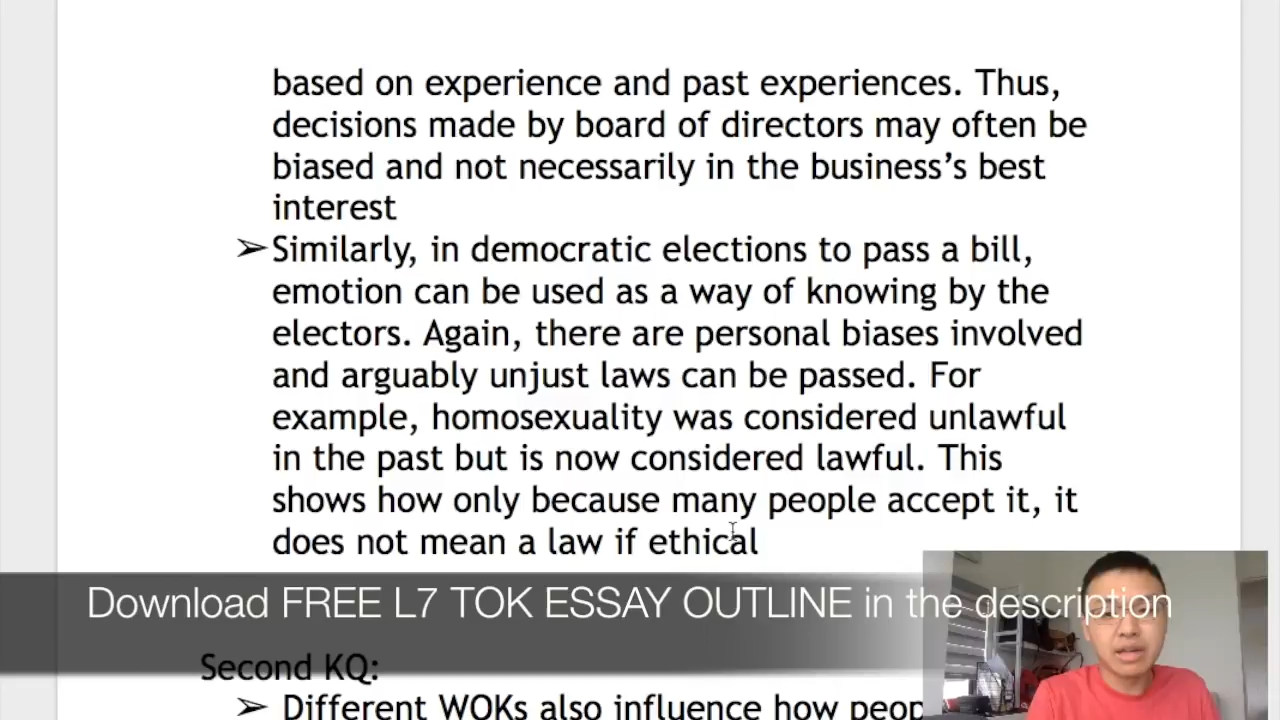 based on experience and past experiences. Thus,
decisions made by board of directors may often be
biased and not necessarily in the business’s best
interest
➢Similarly, in democratic elections to pass a bill,
emotion can be used as a way of knowing by the
electors. Again, there are personal biases involved
and arguably unjust laws can be passed. For
example, homosexuality was considered unlawful
in the past but is now considered lawful. This
shows how only because many people accept it, it
does not mean a law if ethical
Download FREE L7 TOK ESSAY OUTLINE in the description
Second KQ:
➢ Different WOKs also influence how